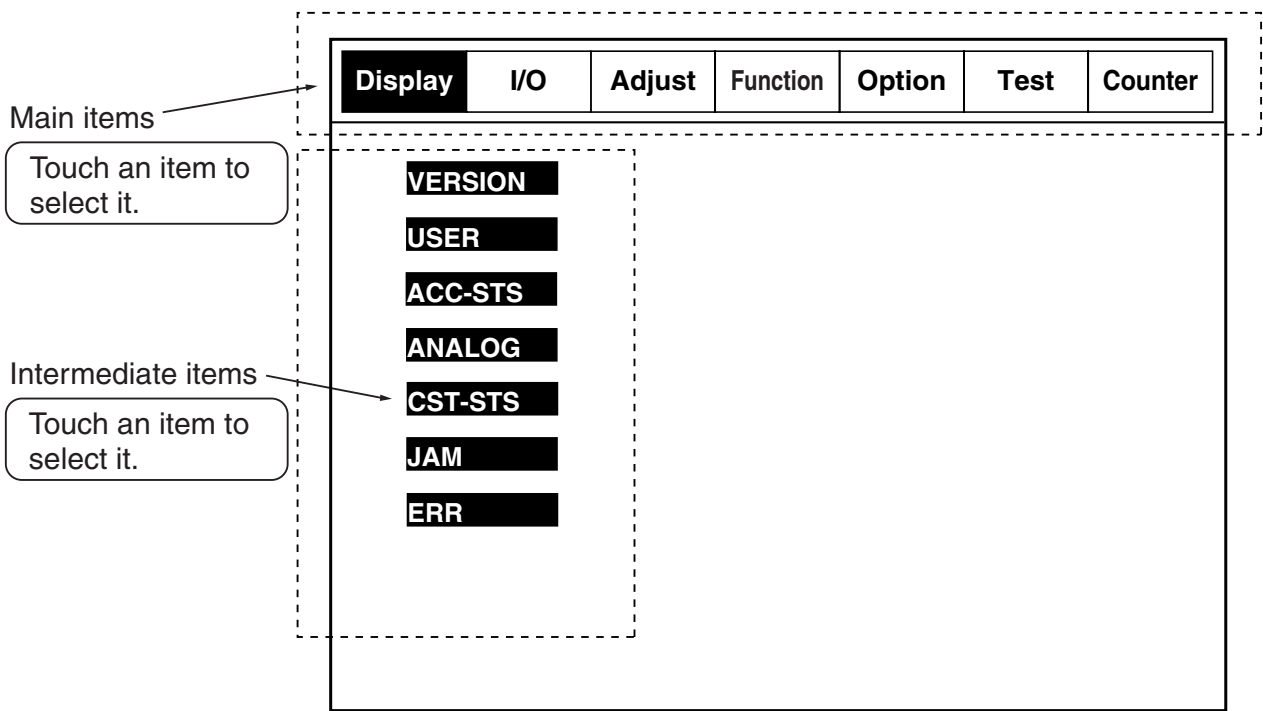 Display I/O Adjust Function Option Test Counter
Main items
Touch an item to
select it.
VERSION
USER
ACC-STS
ANALOG
Intermediate items
CST-STS
Touch an item to
select it.
JAM
ERR